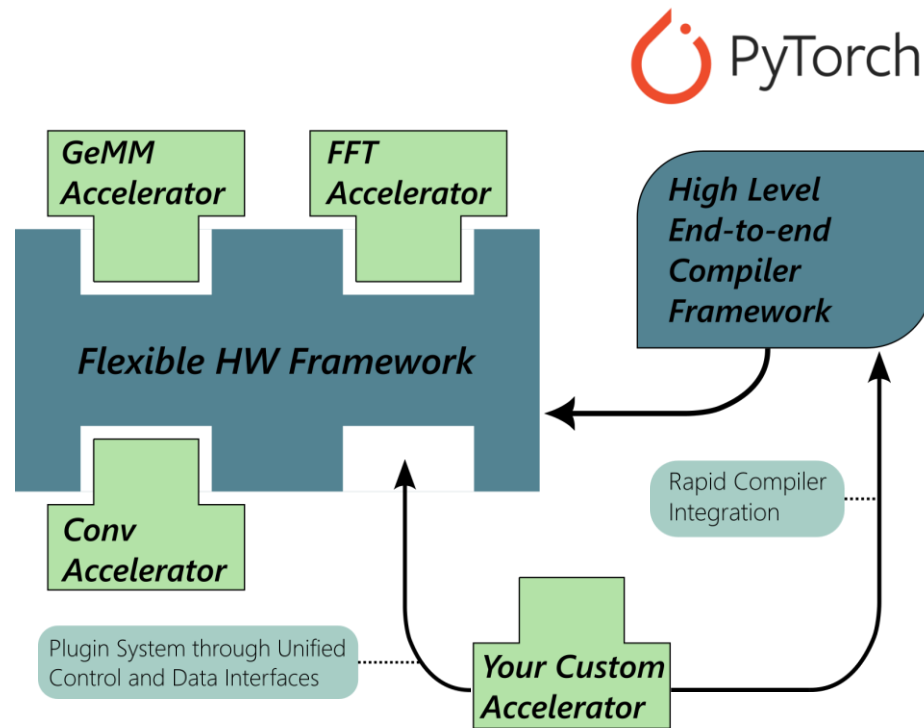 PyTorch
GeMM
Accelerator
FFT
Accelerator
High Level
End-to-end
Compiler
Framework
Flexible HW Framework
Rapid Compiler
Integration
Conv
Accelerator
Plugin System through Unified
Control and Data Interfaces
Your Custom
Accelerator